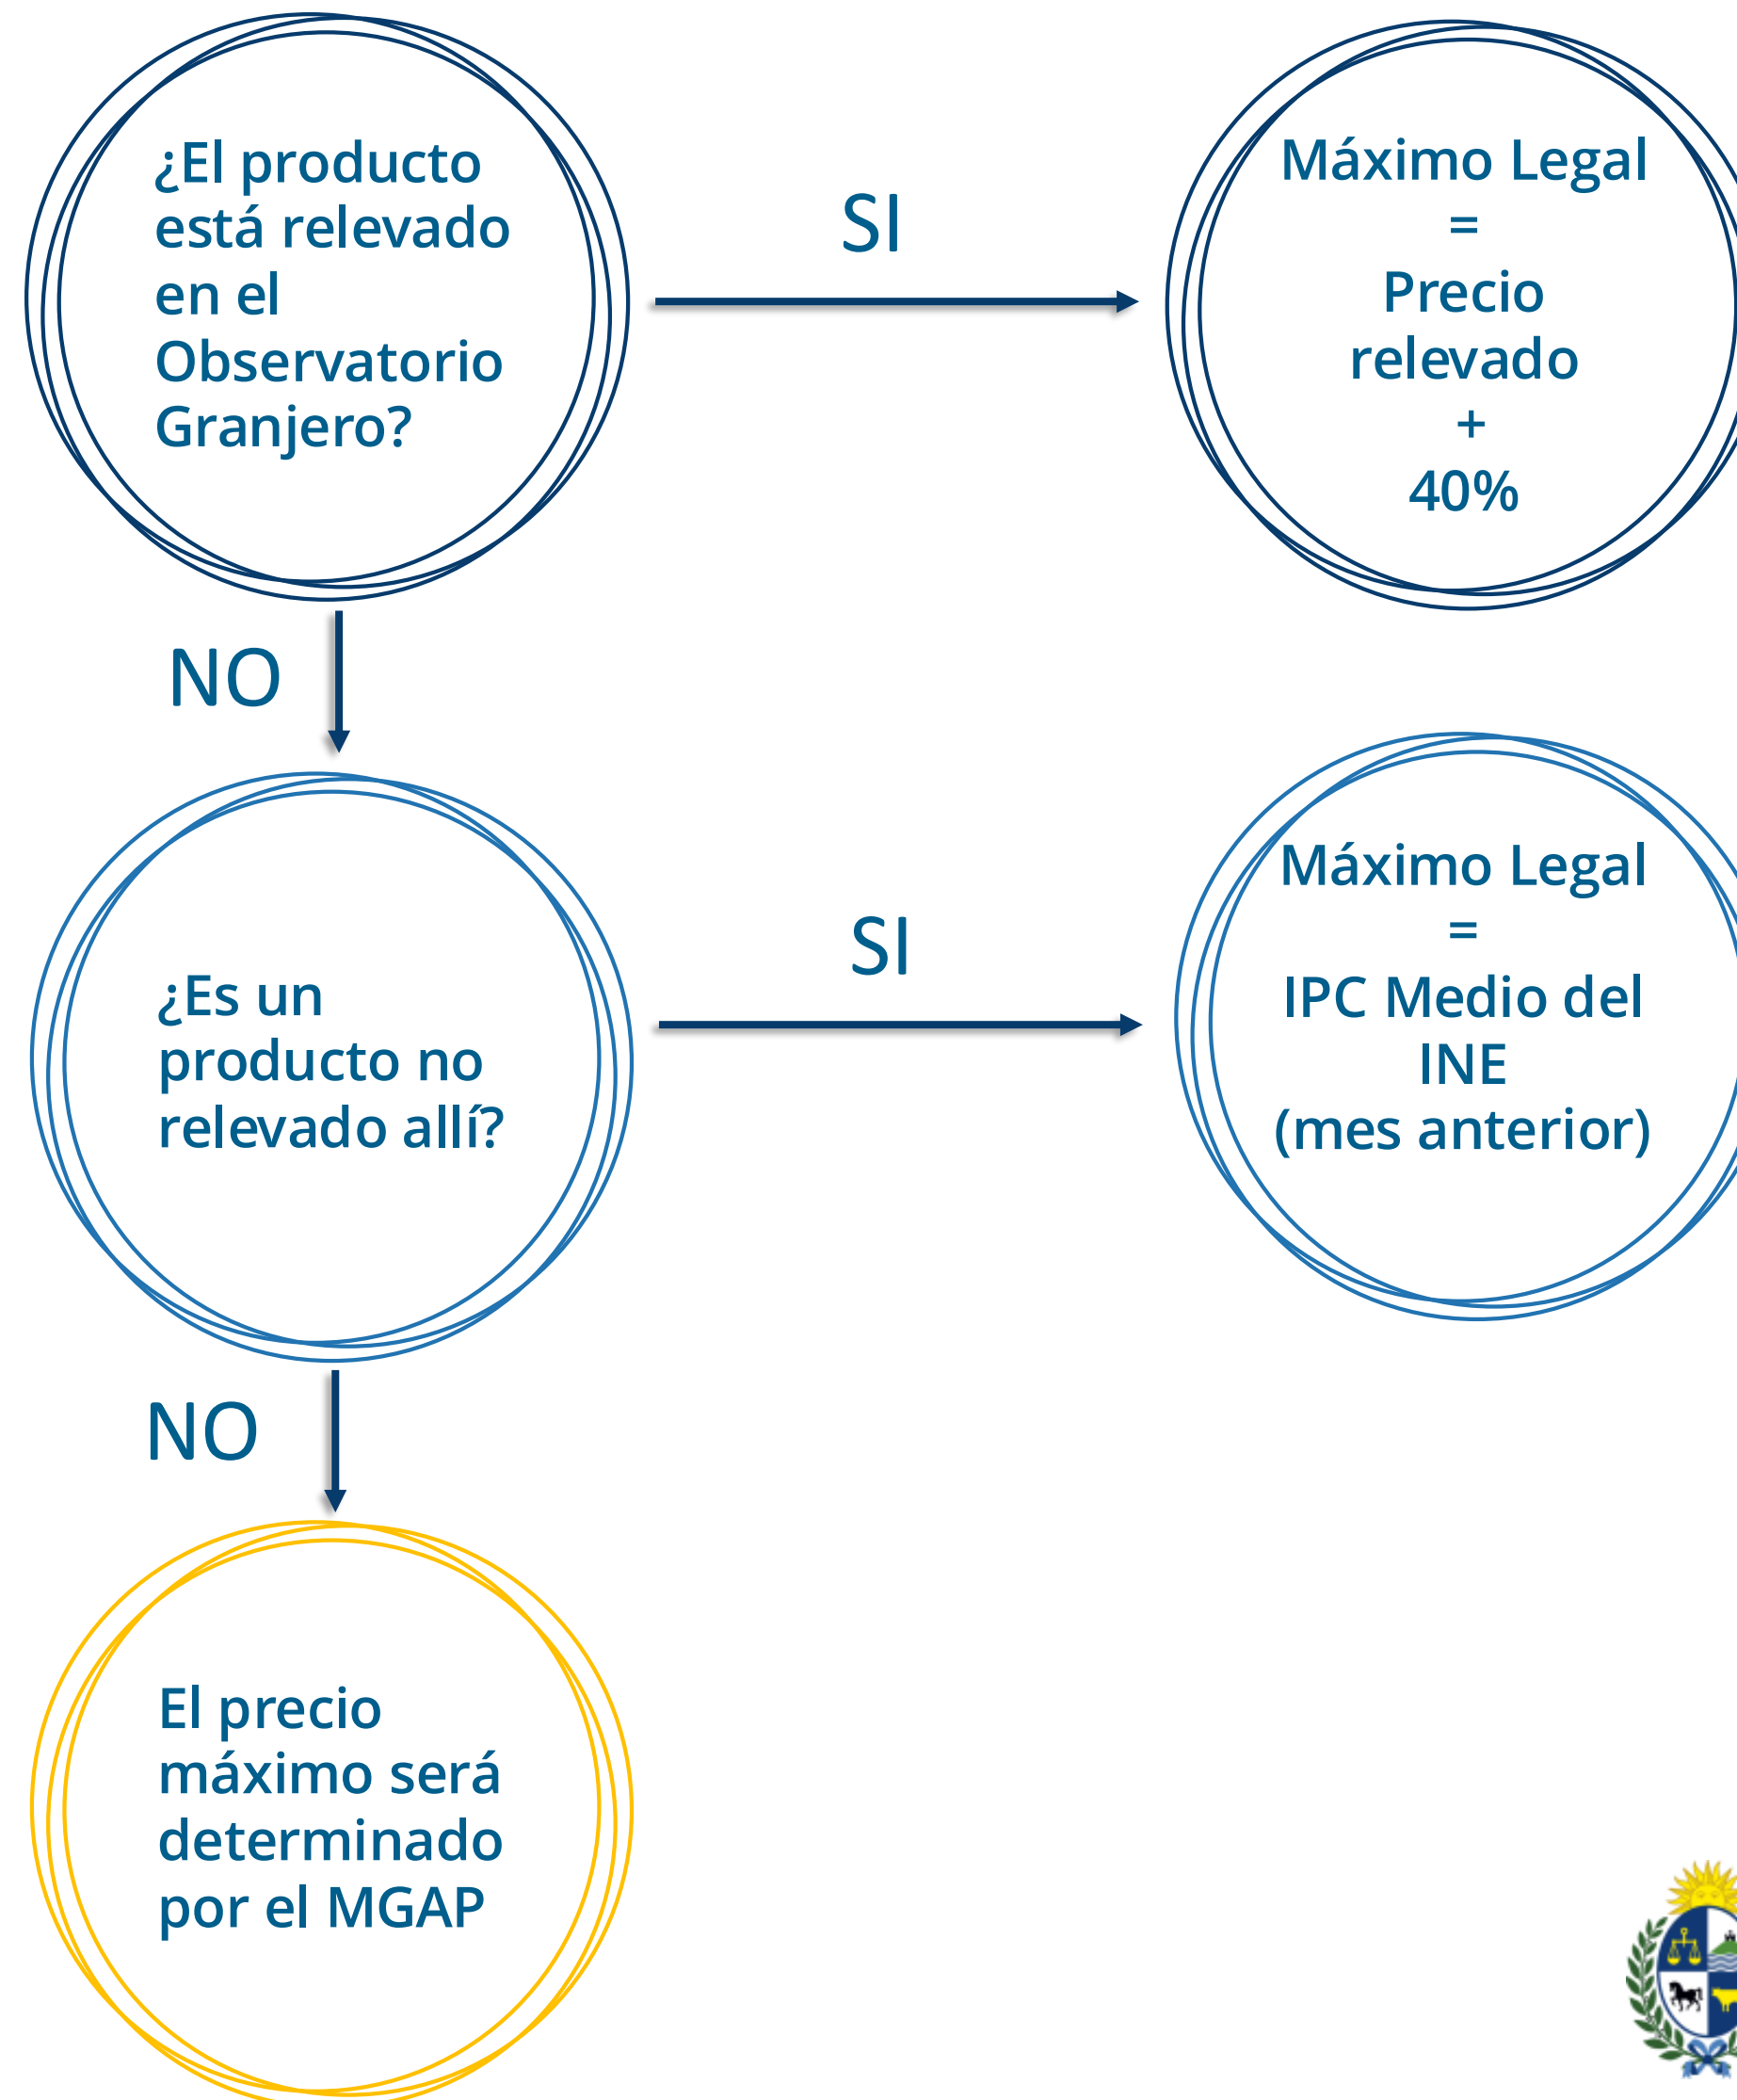 ¿El producto
está relevado
en el
Observatorio
Granjero?
SI
Máximo Legal
=
Precio
relevado
+
40%
NO
¿Es un
producto no
relevado allí?
SI
Máximo Legal
=
IPC Medio del
INE
(mes anterior)
NO
El precio
máximo será
determinado
por el MGAP